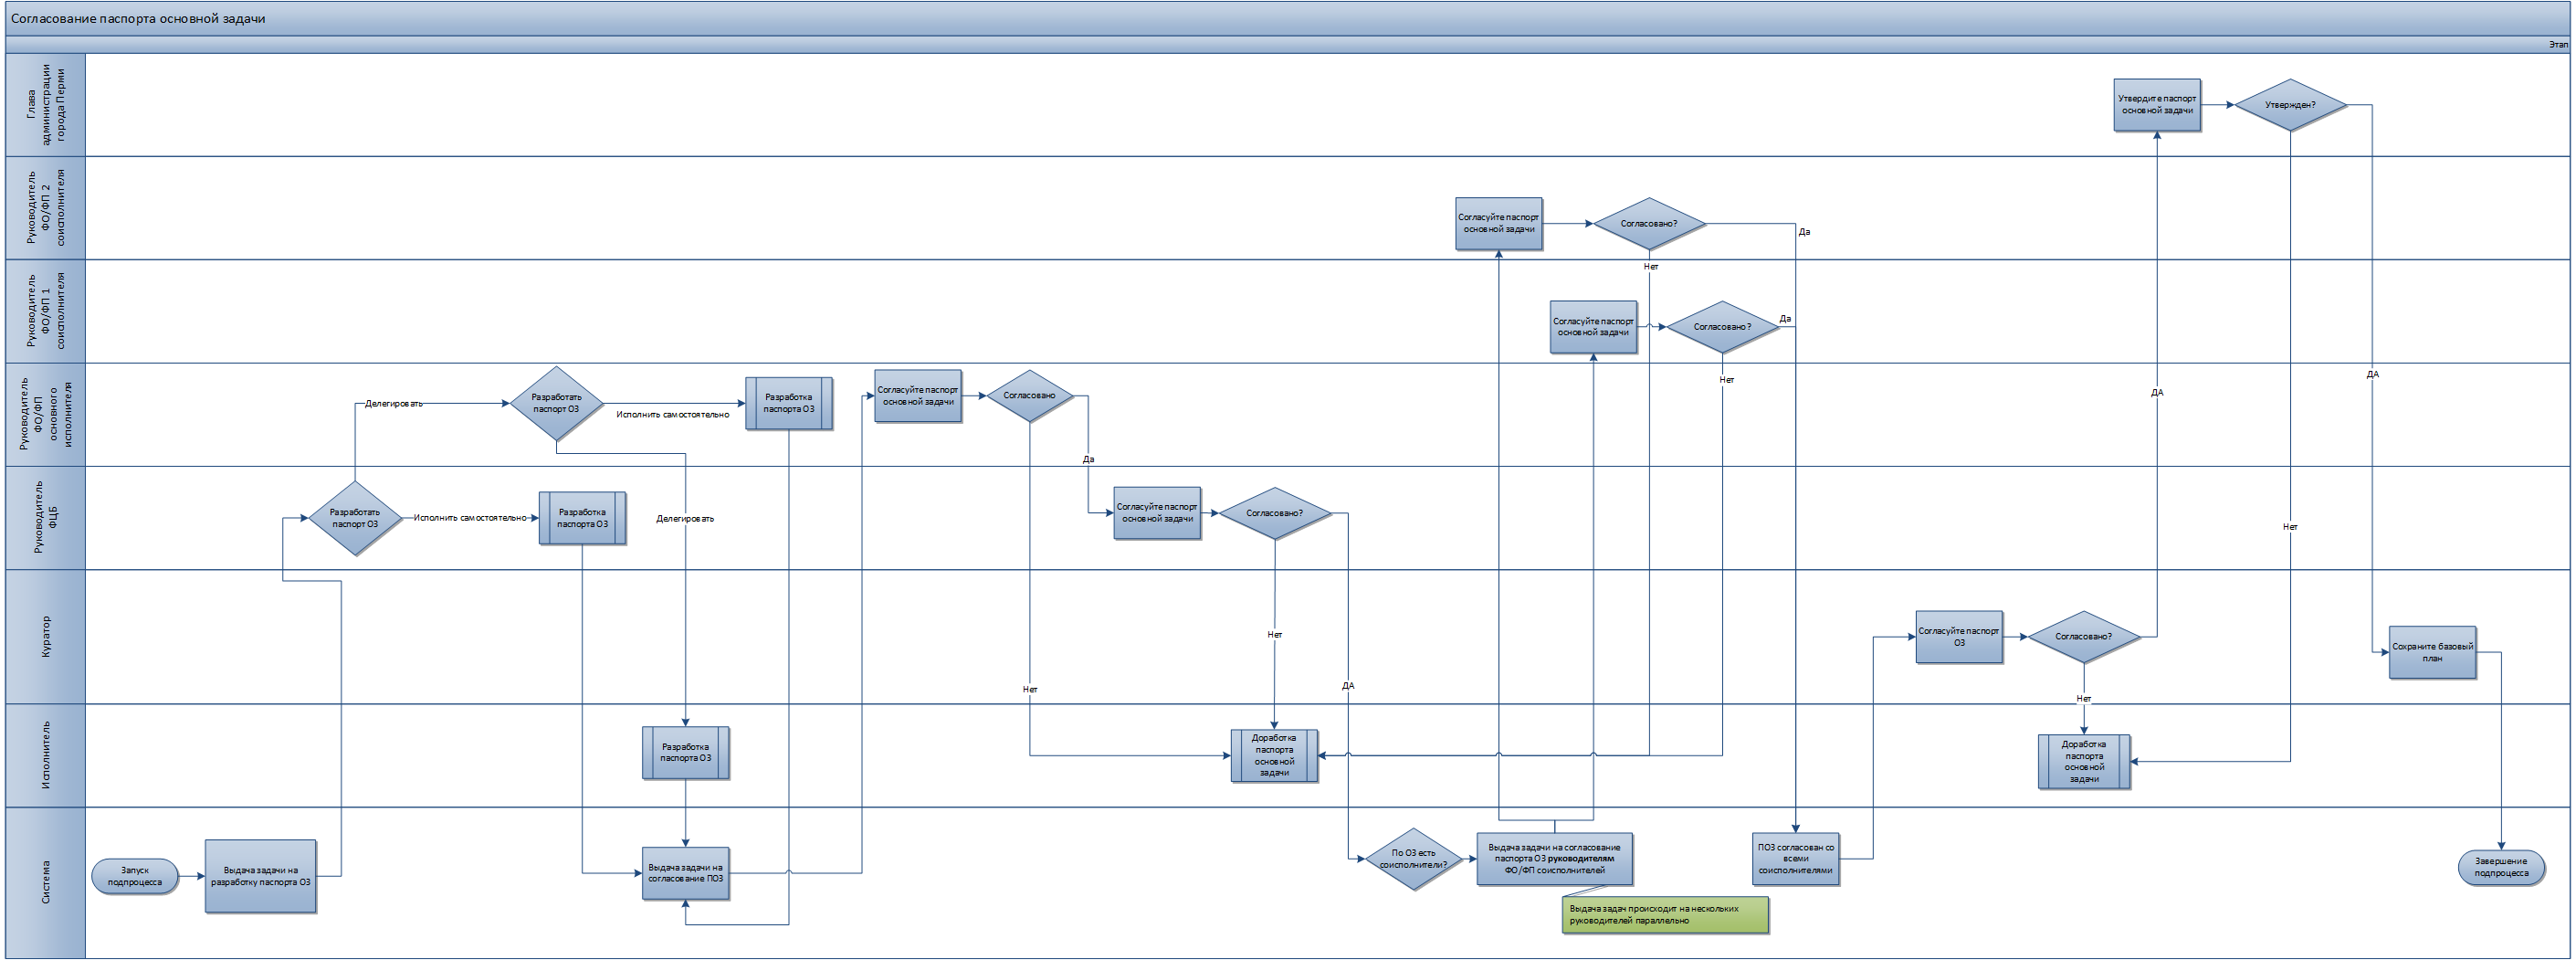 Согласование паспорта основной задачи
Этап
Глава
администрации
города Перми
Утвердите паспорт
основной задачи
Утвержден?
Руководитель
ФО/ФП 2
соисполнителя
Согласуйте паспорт
основной задачи
Согласовано?
Да
Нет
Руководитель
ФО/ФП 1
соисполнителя
Согласуйте паспорт
основной задачи
Согласовано?
Да
Нет
ДА
ДА
Руководитель
ФО/ФП
основного
исполнителя
Делегировать
Разработать
паспорт ОЗ
Исполнить самостоятельно
Разработка
паспорта ОЗ
Согласуйте паспорт
основной задачи
Согласовано
Да
Руководитель
ФЦБ
Разработать
паспорт ОЗ
Исполнить самостоятельно
Разработка
паспорта ОЗ
Делегировать
Согласуйте паспорт
основной задачи
Согласовано?
Нет
Куратор
Нет
Нет
ДА
Согласуйте паспорт
ОЗ
Согласовано?
Нет
Сохраните базовый
план
Исполнитель
Разработка
паспорта ОЗ
Доработка
паспорта
основной
задачи
Доработка
паспорта
основной
задачи
Система
Запуск
подпроцесса
Выдача задачи на
разработку паспорта ОЗ
Выдача задачи на
согласование ПОЗ
По ОЗ есть
соисполнители?
Выдача задачи на согласование
паспорта ОЗ руководителям
ФО/ФП соисполнителей
Выдача задач происходит на нескольких
руководителей параллельно
ПОЗ согласован со
всеми
соисполнителями
Завершение
подпроцесса